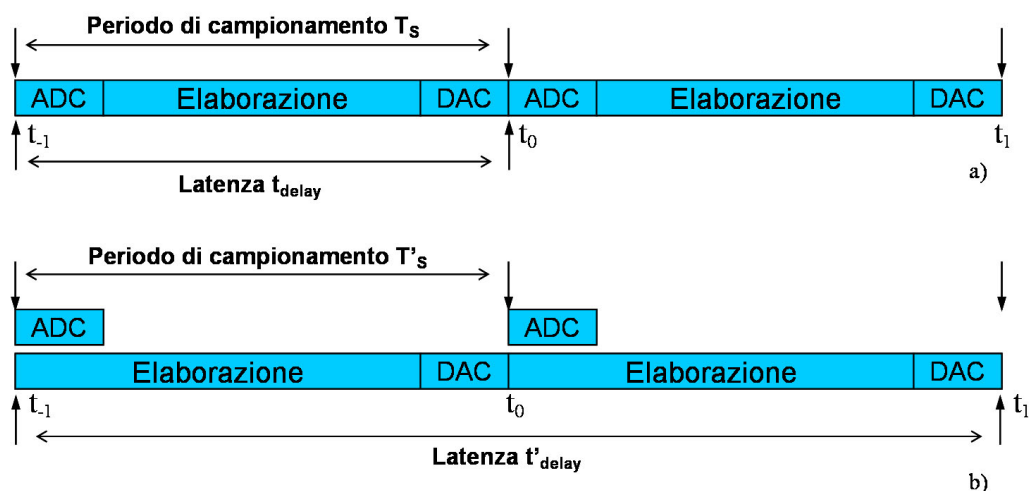 Periodo di campionamento Ts
ADC Elaborazione DAC ADC Elaborazione DAC
t-1 t0 t1
Latenza tdelay
a)
Periodo di campionamento T's
ADC ADC
Elaborazione DAC Elaborazione DAC
t-1 t0 t1
Latenza t'delay
b)